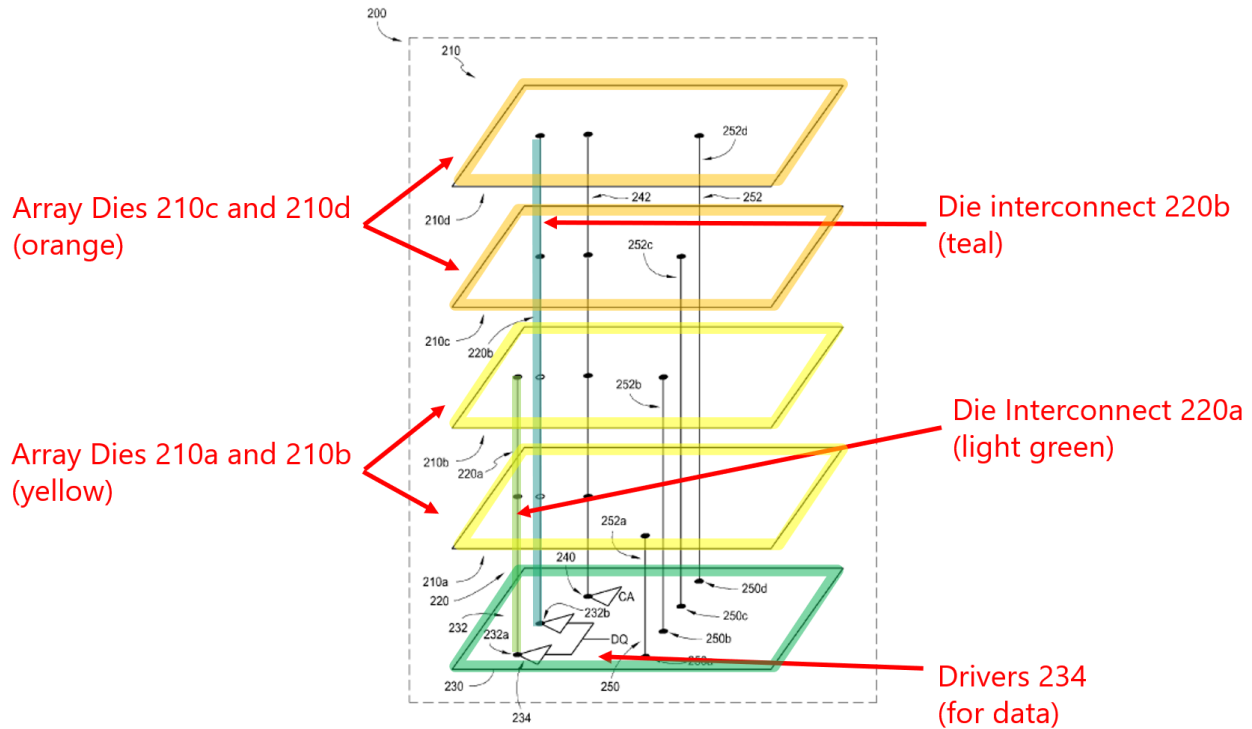 200
210
252d
Array Dies 210c and 210d
(orange)
210d
242
252
Die interconnect 220b
(teal)
252c
210c
220b
252b
Die Interconnect 220a
(light green)
Array Dies 210a and 210b
(yellow)
210b
220a
252a
210a
220
240
CA
250d
232
232a
232b
250c
DQ
250b
250a
230
234
250
Drivers 234
(for data)